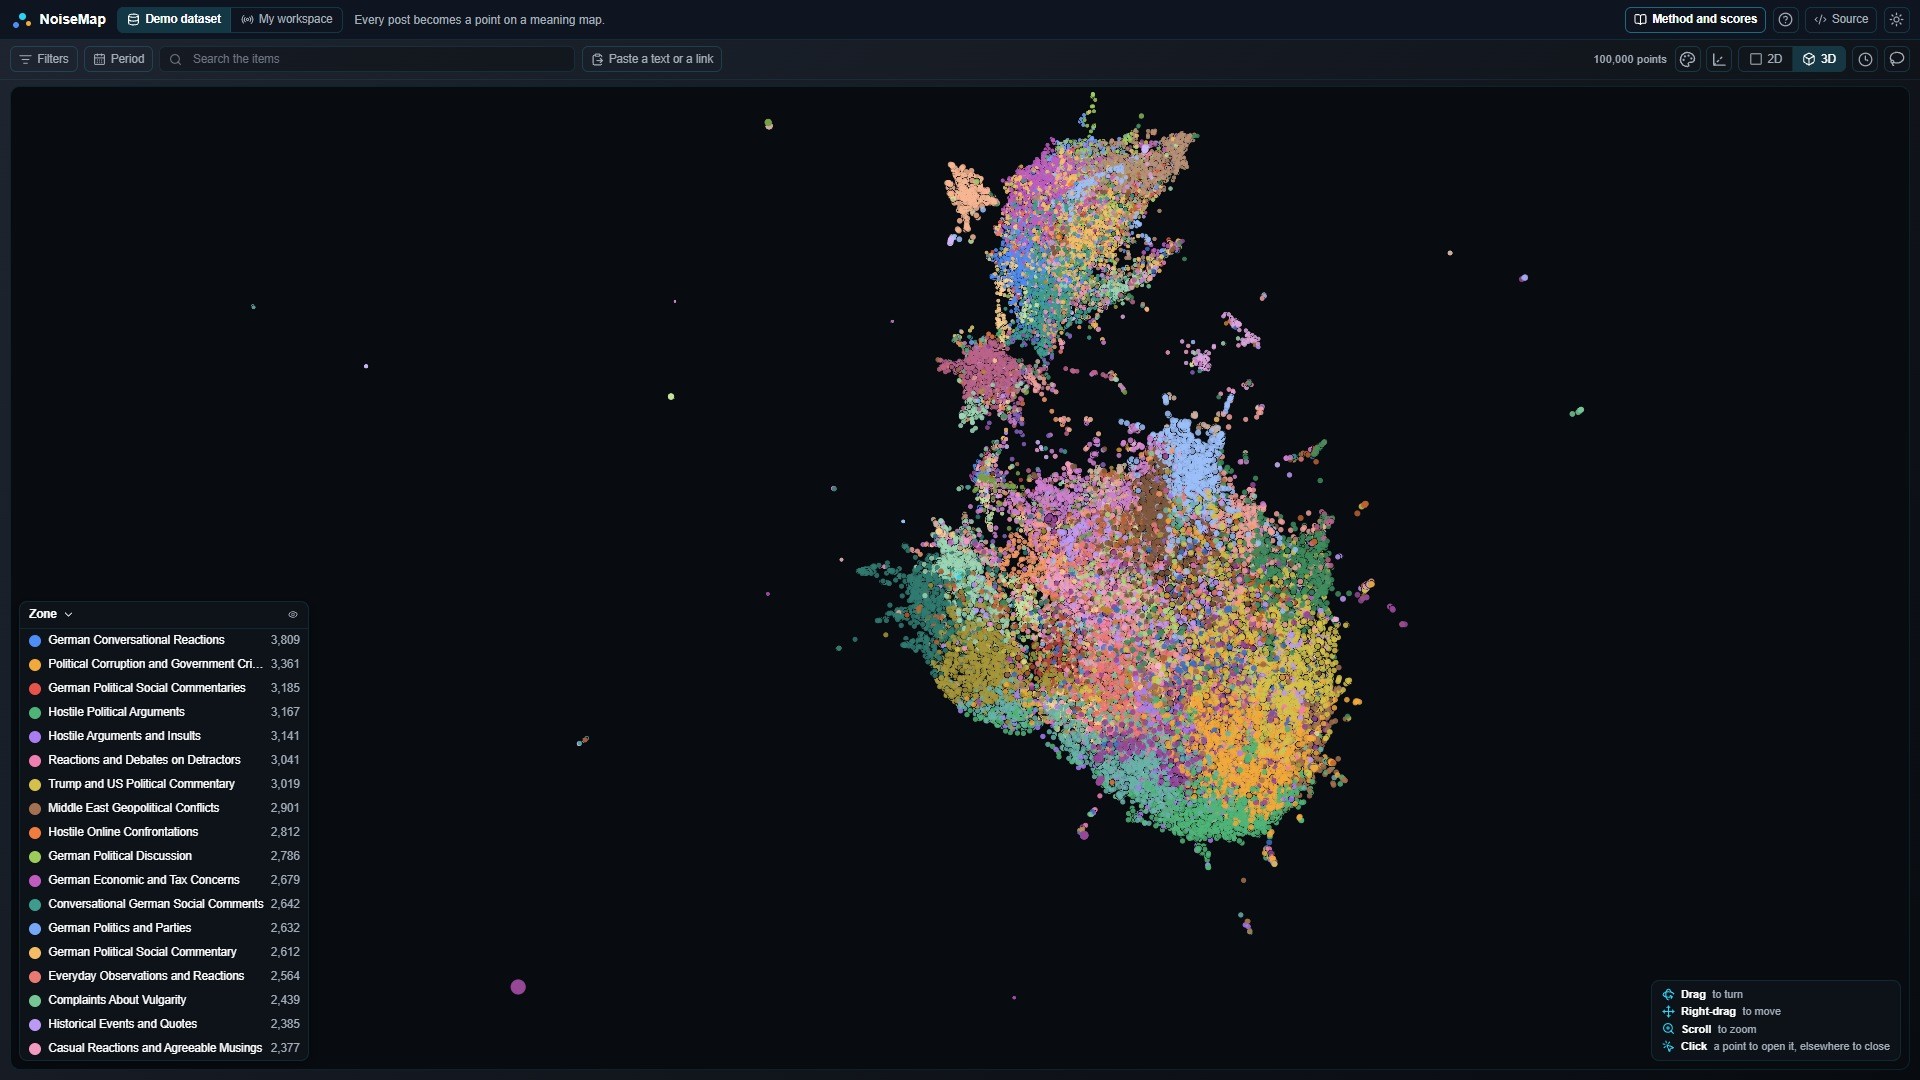 NoiseMap
Demo dataset
My workspace
Every post becomes a point on a meaning map.
Method and scores
Source
Filters
Period
Search the items
Paste a text or a link
100,000 points
2D
3D
Zone
German Conversational Reactions 3,809
Political Corruption and Government Cri... 3,361
German Political Social Commentaries 3,185
Hostile Political Arguments 3,167
Hostile Arguments and Insults 3,141
Reactions and Debates on Detractors 3,041
Trump and US Political Commentary 3,019
Middle East Geopolitical Conflicts 2,901
Hostile Online Confrontations 2,812
German Political Discussion 2,786
German Economic and Tax Concerns 2,679
Conversational German Social Comments 2,642
German Politics and Parties 2,632
German Political Social Commentary 2,612
Everyday Observations and Reactions 2,564
Complaints About Vulgarity 2,439
Historical Events and Quotes 2,385
Casual Reactions and Agreeable Musings 2,377
Drag to turn
Right-drag to move
Scroll to zoom
Click a point to open it, elsewhere to close